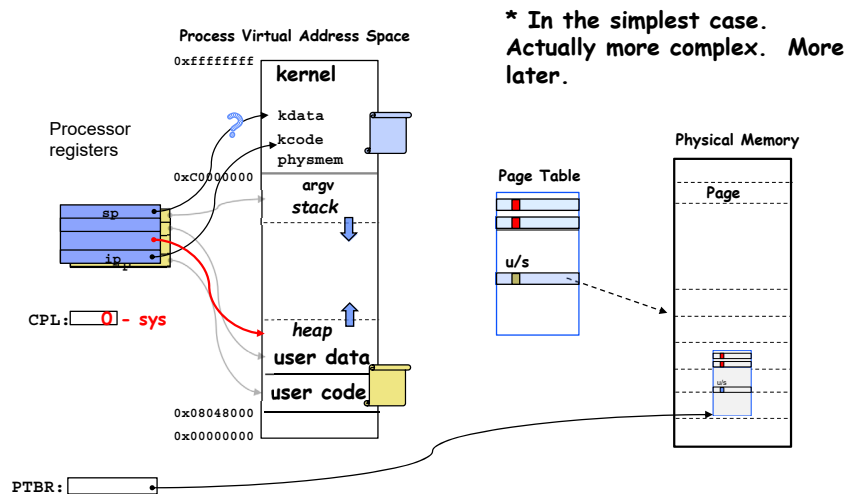 * In the simplest case.
Actually more complex. More
later.
Process Virtual Address Space
0xffffffff
kernel
?
kdata
kcode
physmem
Processor
registers
0xC0000000
argv
stack
sp
ip
CPL:
0 - sys
heap
user data
user code
0x08048000
0x00000000
PTBR:
Page Table
u/s
Physical Memory
Page
u/s